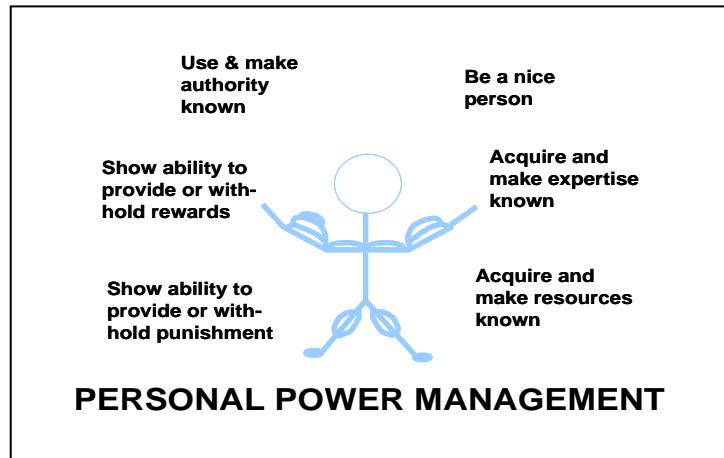 Use & make
authority
known
Be a nice
person
Show ability to
provide or with-
hold rewards
Acquire and
make expertise
known
Show ability to
provide or with-
hold punishment
Acquire and
make resources
known
PERSONAL POWER MANAGEMENT